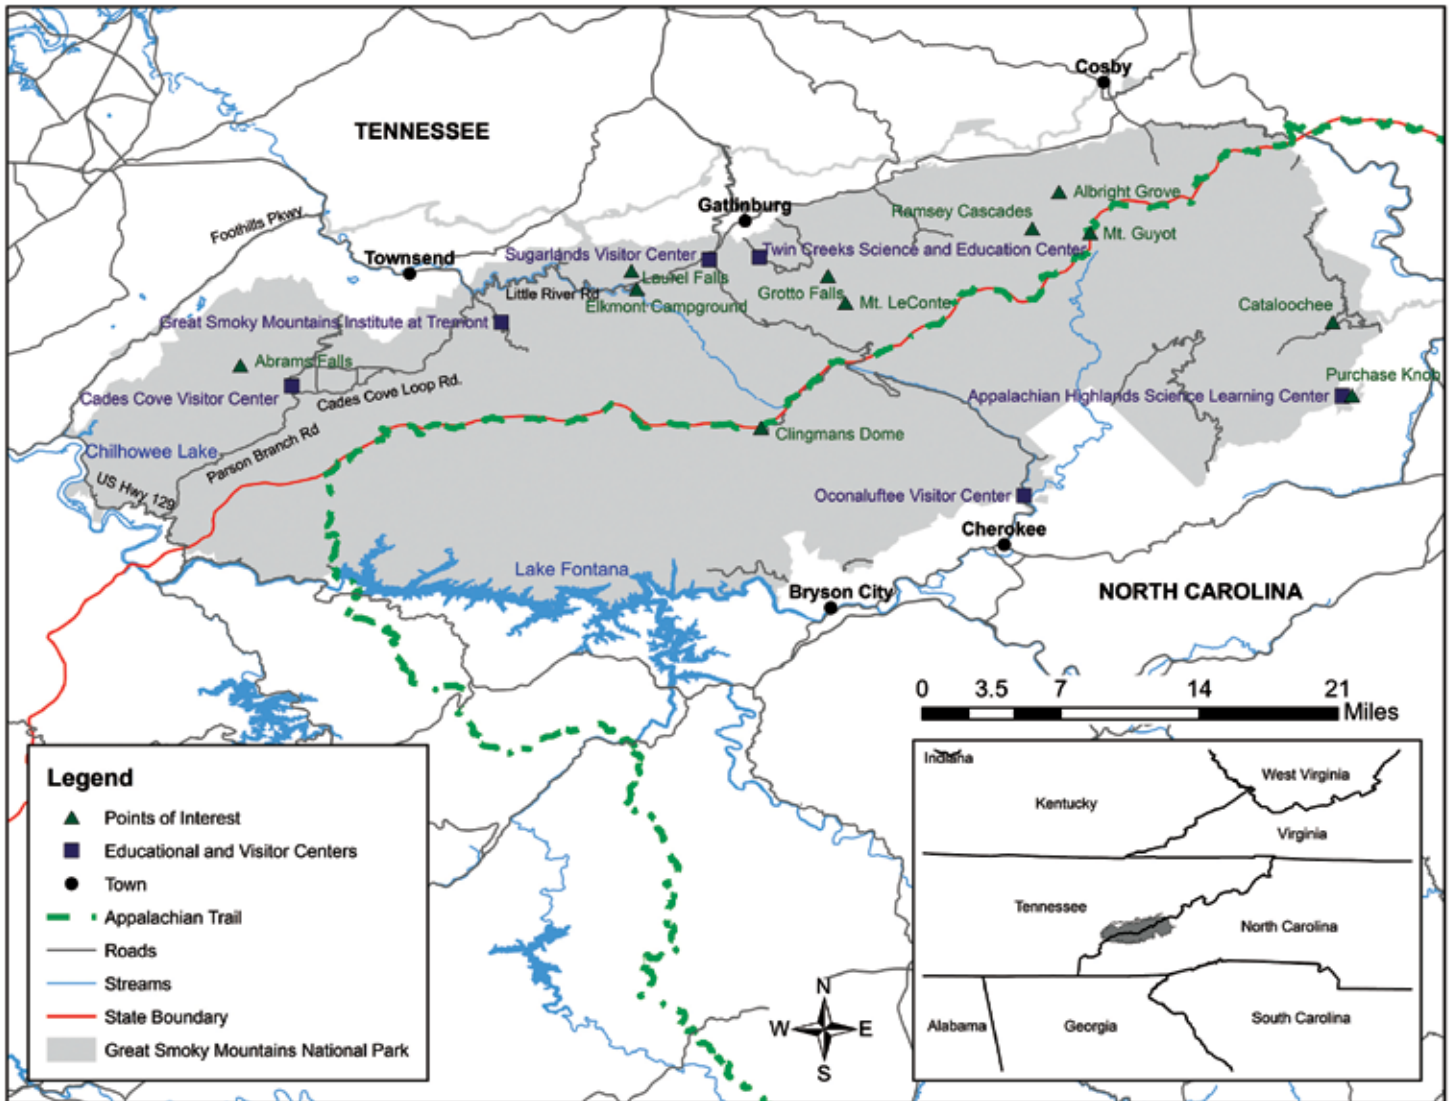 Cosby
TENNESSEE
Albright Grove
Gatlinburg
Ramsey Cascades
Foothills Pkwy
Mt. Guyot
Townsend
Sugarlands Visitor Center
Twin Creeks Science and Education Center
Laurel Falls
Little River Rd
Grotto Falls
Mt. LeConte
Elkmont Campground
Cataloochee
Great Smoky Mountains Institute at Tremont
Abrams Falls
Purchase Knob
Cades Cove Visitor Center
Cades Cove Loop Rd.
Appalachian Highlands Science Learning Center
Clingmans Dome
Parson Branch Rd
Chilhowee Lake
US Hwy 129
Oconaluftee Visitor Center
Cherokee
Lake Fontana
Bryson City
NORTH CAROLINA
0 3.5 7 14 21
Miles
Legend
Points of Interest
Educational and Visitor Centers
Town
Appalachian Trail
Roads
Streams
State Boundary
Great Smoky Mountains National Park
N
W E
S
Indiana
West Virginia
Kentucky
Virginia
Tennessee
North Carolina
Alabama
Georgia
South Carolina